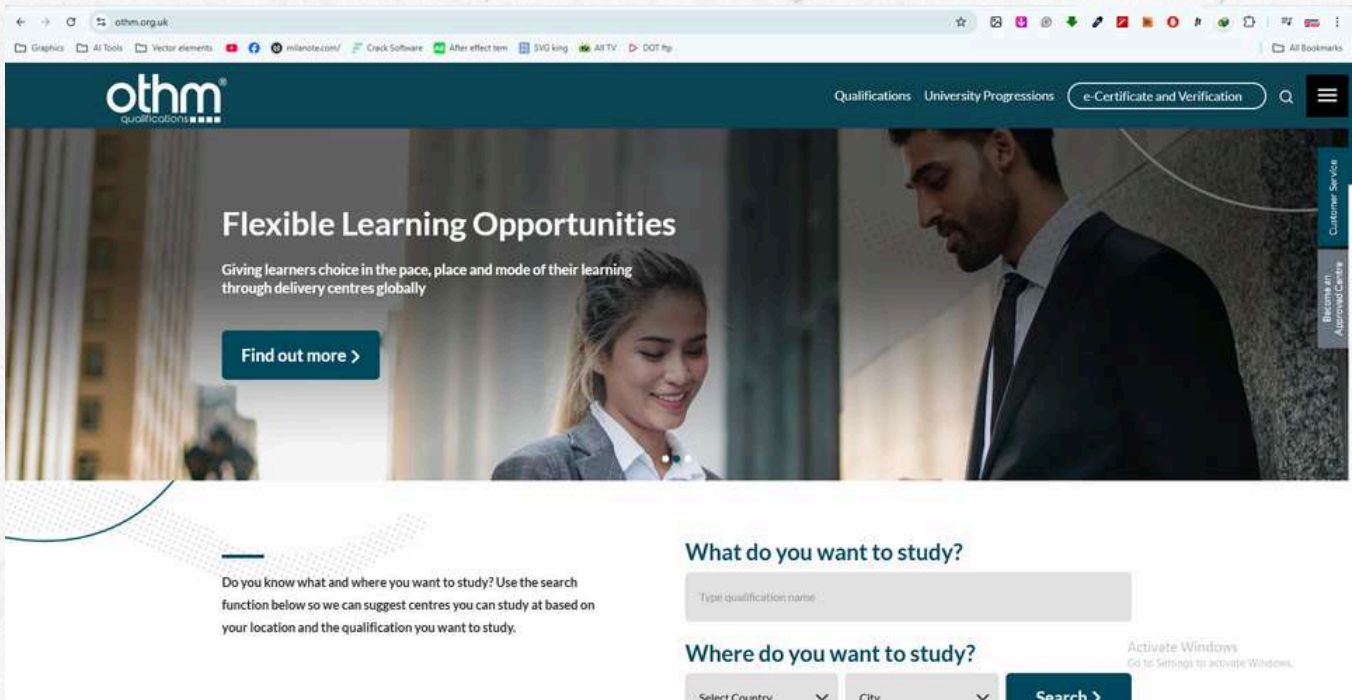 othm.org.uk
Graphics AI Tools Vector elements milanote.com/ Crack Software After effect tem SVG king All TV DOT ftp All Bookmarks
othm®
qualifications
Qualifications University Progressions e-Certificate and Verification
Customer Service
Become an
Approved Centre
Flexible Learning Opportunities
Giving learners choice in the pace, place and mode of their learning
through delivery centres globally
Find out more >
Do you know what and where you want to study? Use the search
function below so we can suggest centres you can study at based on
your location and the qualification you want to study.
What do you want to study?
Type qualification name
Where do you want to study?
Select Country City Search >
Activate Windows
Go to Settings to activate Windows.